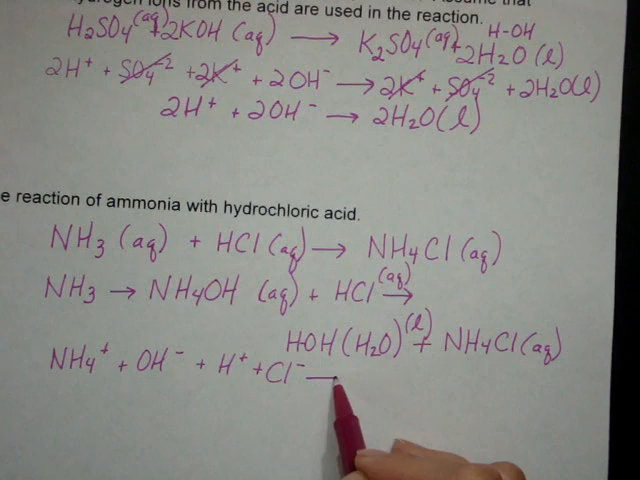 hydrogen ions from the acid are used in the reaction. Assume that
H-OH
H₂SO₄(aq) + 2KOH (aq) → K₂SO₄(aq) + 2H₂O (l)
2H⁺ + SO₄⁻² + 2K⁺ + 2OH⁻ → 2K⁺ + SO₄⁻² + 2H₂O(l)
2H⁺ + 2OH⁻ → 2H₂O(l)
e reaction of ammonia with hydrochloric acid.
NH₃ (aq) + HCl (aq) → NH₄Cl (aq)
NH₃ → NH₄OH (aq) + HCl (aq) →
HOH (H₂O) (l) + NH₄Cl (aq)
NH₄⁺ + OH⁻ + H⁺ + Cl⁻ —